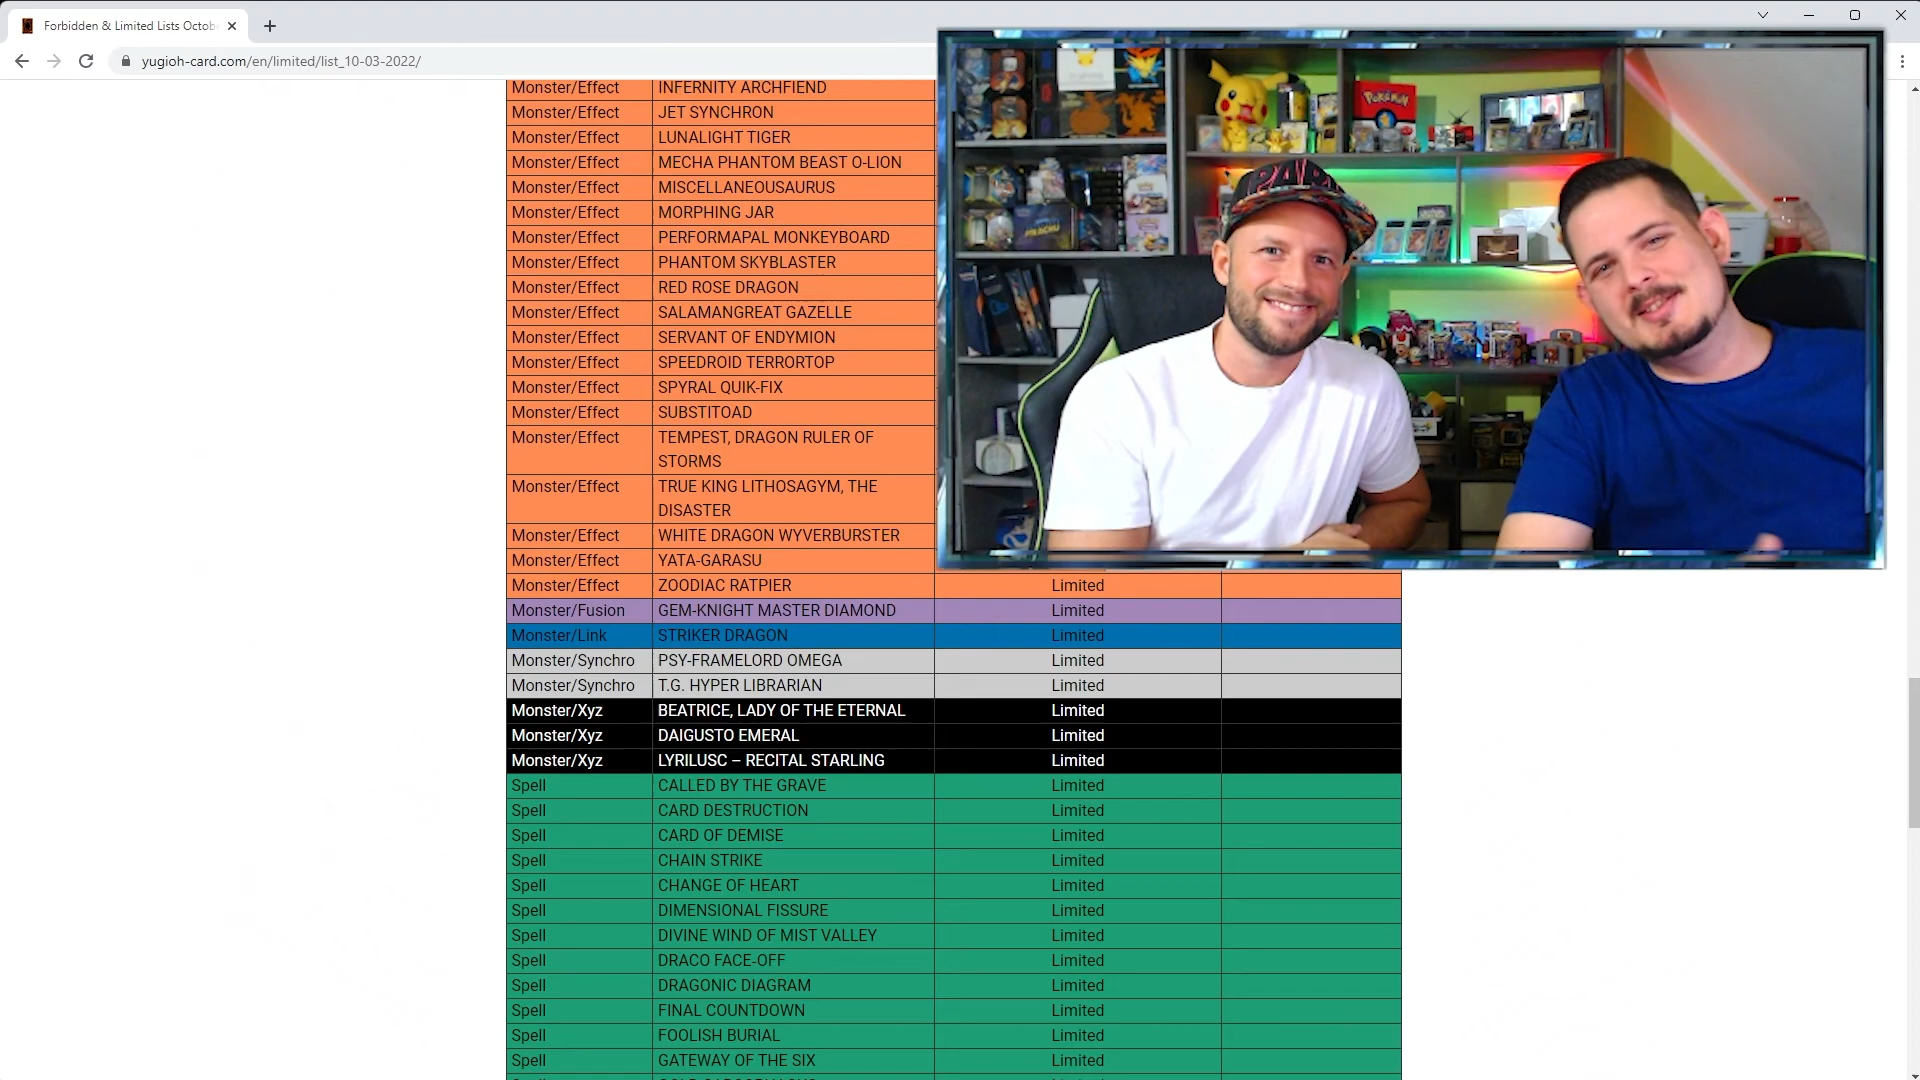 Forbidden & Limited Lists Octob
yugioh-card.com/en/limited/list_10-03-2022/
Monster/Effect INFERNITY ARCHFIEND
Monster/Effect JET SYNCHRON
Monster/Effect LUNALIGHT TIGER
Monster/Effect MECHA PHANTOM BEAST O-LION
Monster/Effect MISCELLANEOUSAURUS
Monster/Effect MORPHING JAR
Monster/Effect PERFORMAPAL MONKEYBOARD
Monster/Effect PHANTOM SKYBLASTER
Monster/Effect RED ROSE DRAGON
Monster/Effect SALAMANGREAT GAZELLE
Monster/Effect SERVANT OF ENDYMION
Monster/Effect SPEEDROID TERRORTOP
Monster/Effect SPYRAL QUIK-FIX
Monster/Effect SUBSTITOAD
Monster/Effect TEMPEST, DRAGON RULER OF
STORMS
Monster/Effect TRUE KING LITHOSAGYM, THE
DISASTER
Monster/Effect WHITE DRAGON WYVERBURSTER
Monster/Effect YATA-GARASU
Monster/Effect ZOODIAC RATPIER Limited
Monster/Fusion GEM-KNIGHT MASTER DIAMOND Limited
Monster/Link STRIKER DRAGON Limited
Monster/Synchro PSY-FRAMELORD OMEGA Limited
Monster/Synchro T.G. HYPER LIBRARIAN Limited
Monster/Xyz BEATRICE, LADY OF THE ETERNAL Limited
Monster/Xyz DAIGUSTO EMERAL Limited
Monster/Xyz LYRILUSC – RECITAL STARLING Limited
Spell CALLED BY THE GRAVE Limited
Spell CARD DESTRUCTION Limited
Spell CARD OF DEMISE Limited
Spell CHAIN STRIKE Limited
Spell CHANGE OF HEART Limited
Spell DIMENSIONAL FISSURE Limited
Spell DIVINE WIND OF MIST VALLEY Limited
Spell DRACO FACE-OFF Limited
Spell DRAGONIC DIAGRAM Limited
Spell FINAL COUNTDOWN Limited
Spell FOOLISH BURIAL Limited
Spell GATEWAY OF THE SIX Limited
POKéMON